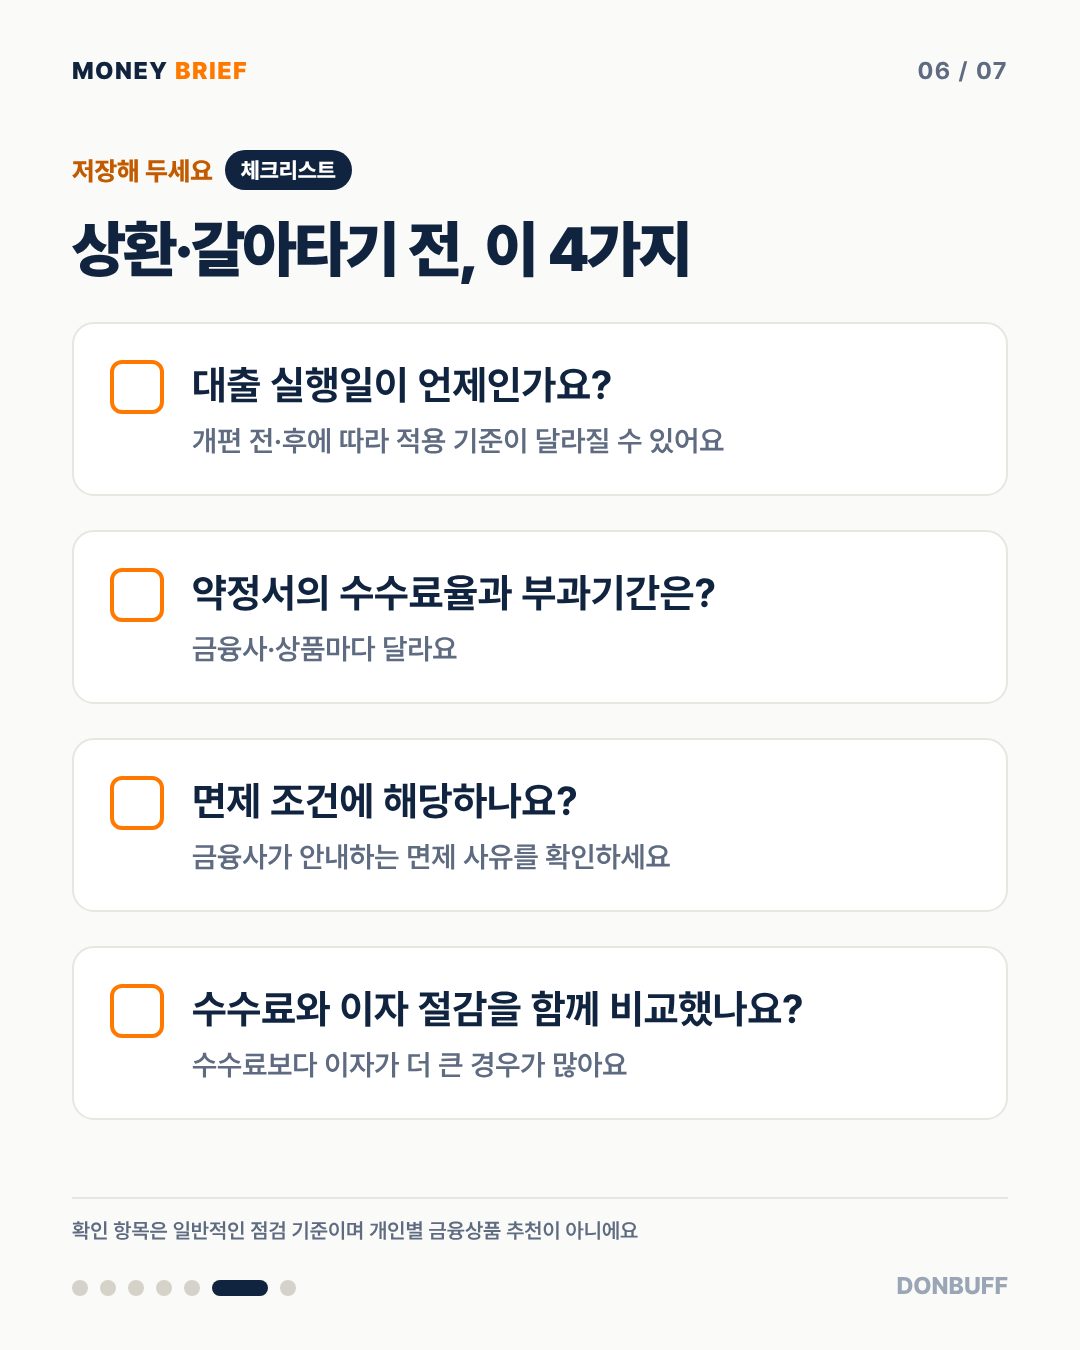 MONEY BRIEF
06 / 07
저장해 두세요 체크리스트
상환·갈아타기 전, 이 4가지
대출 실행일이 언제인가요?
개편 전·후에 따라 적용 기준이 달라질 수 있어요
약정서의 수수료율과 부과기간은?
금융사·상품마다 달라요
면제 조건에 해당하나요?
금융사가 안내하는 면제 사유를 확인하세요
수수료와 이자 절감을 함께 비교했나요?
수수료보다 이자가 더 큰 경우가 많아요
확인 항목은 일반적인 점검 기준이며 개인별 금융상품 추천이 아니에요
DONBUFF